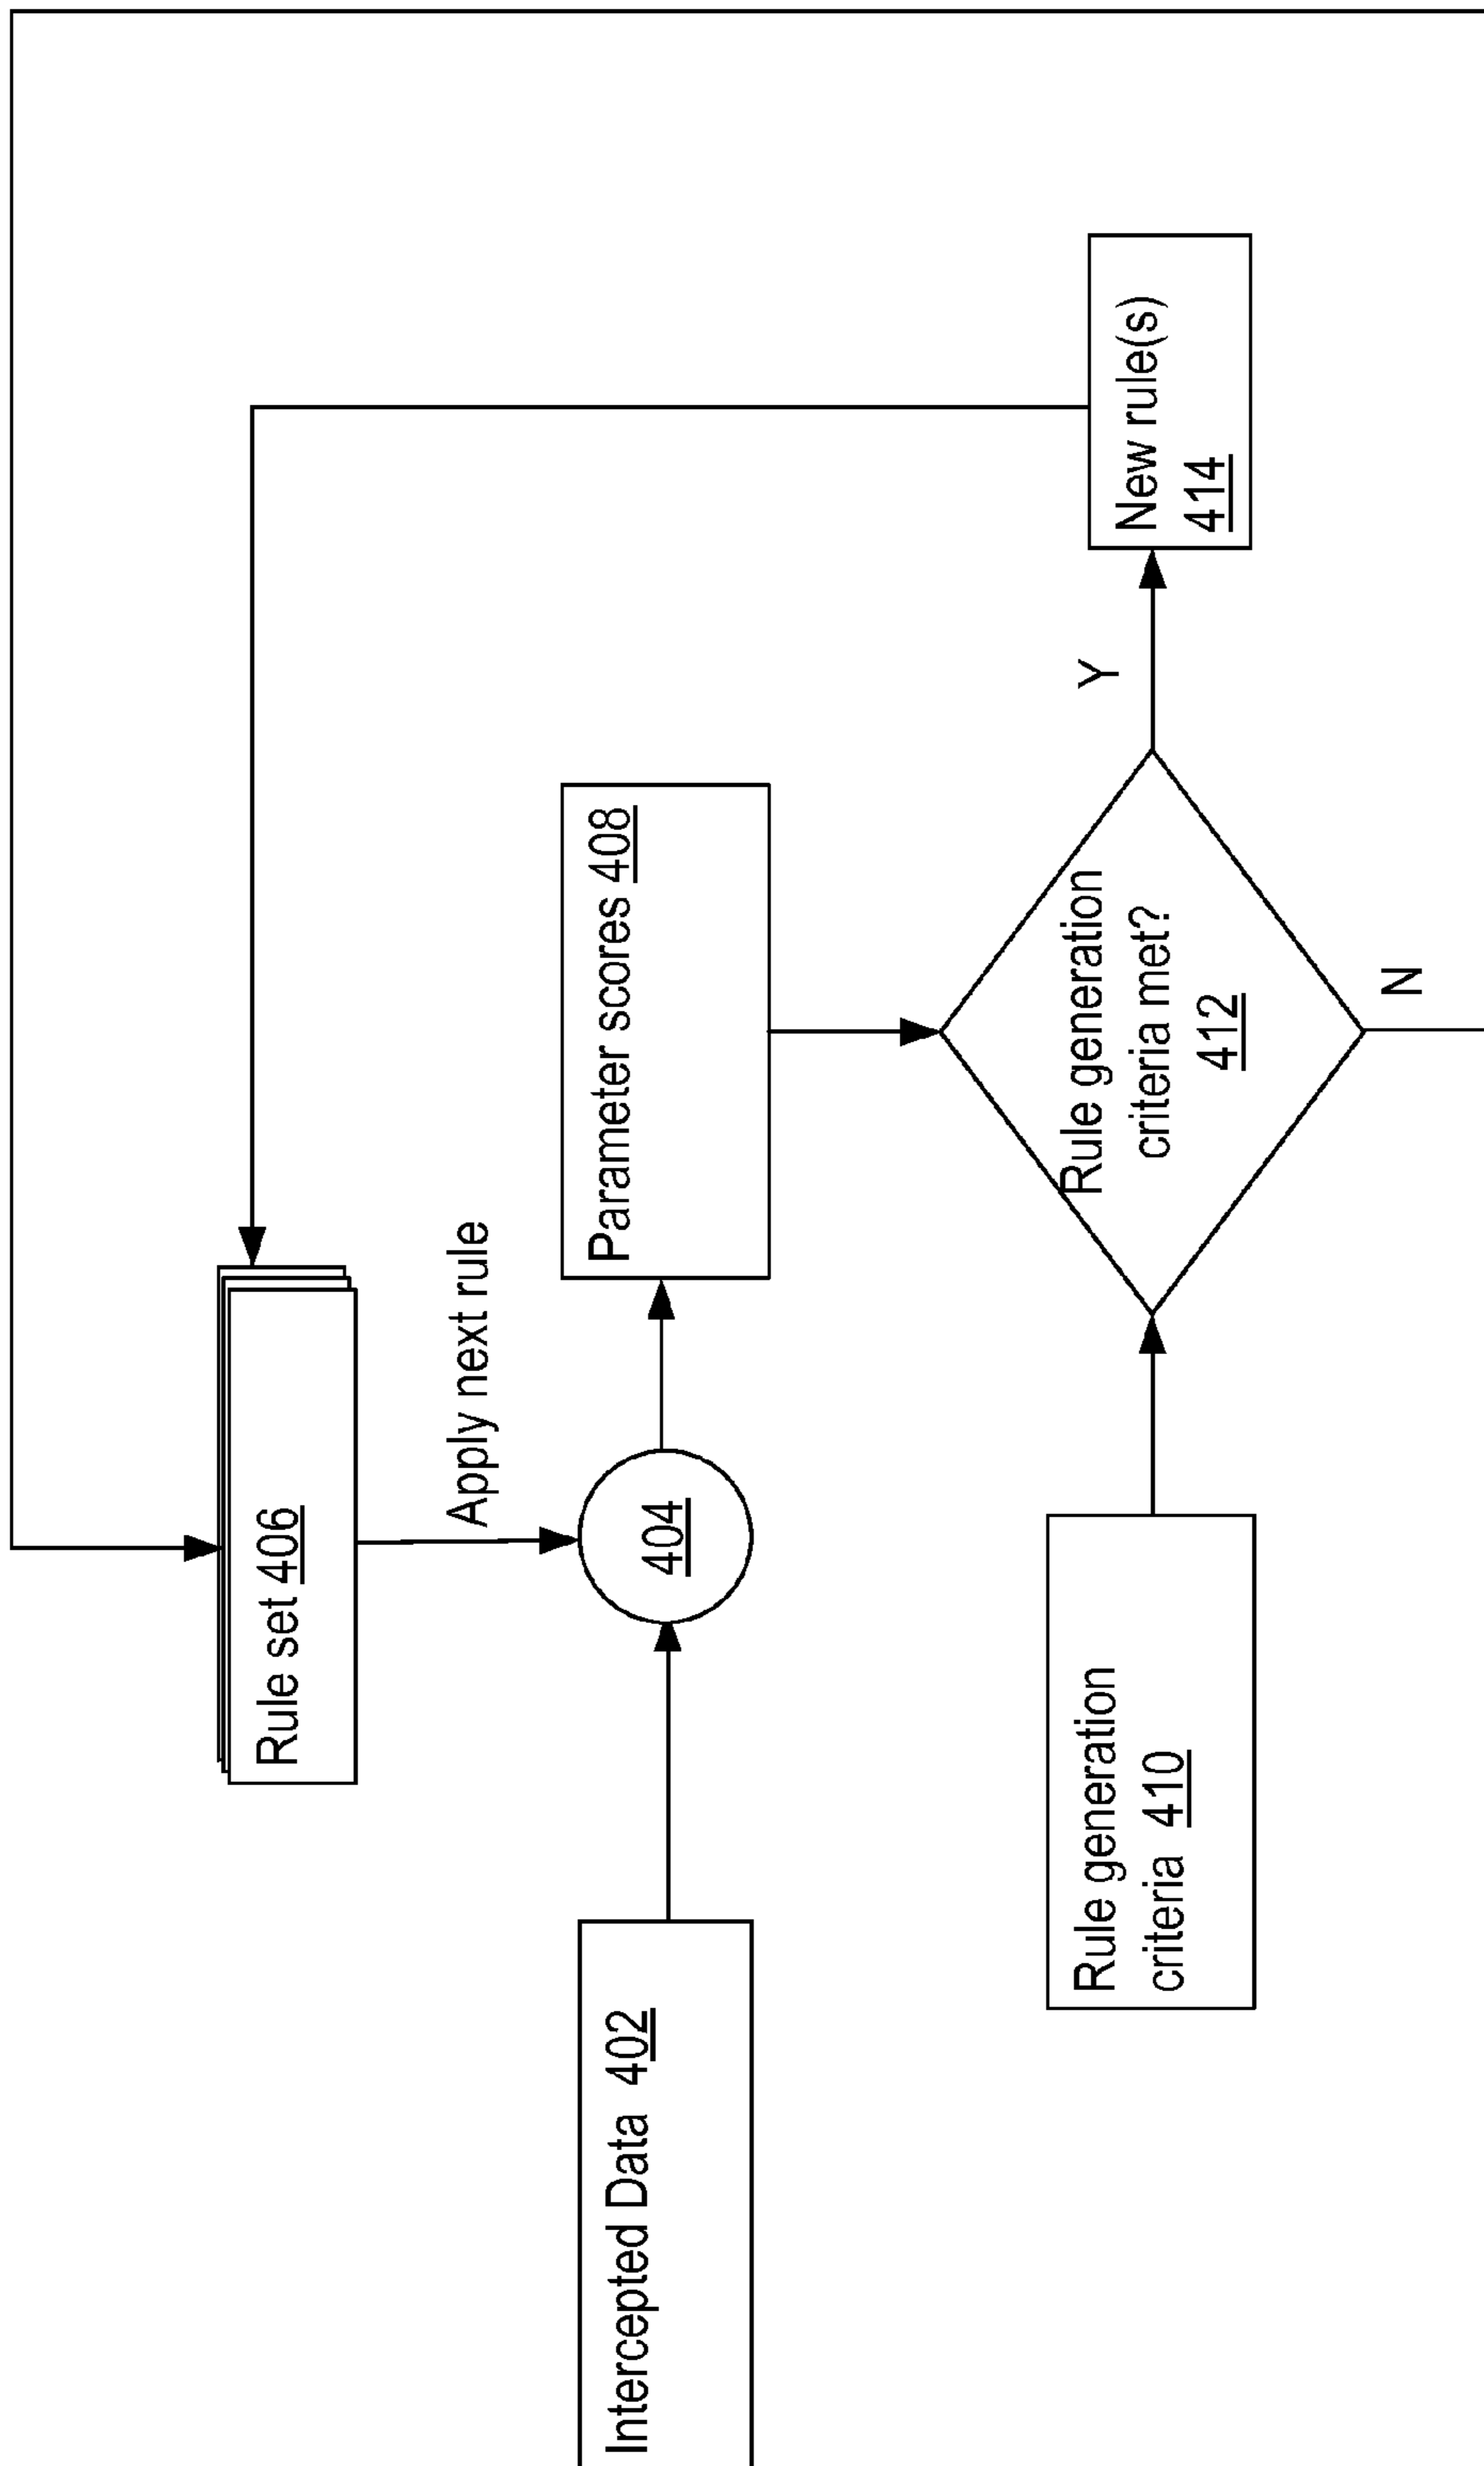 Rule set 406
Apply next rule
Intercepted Data 402
404
Parameter scores 408
Rule generation
criteria 410
Rule generation
criteria met?
412
Y
N
New rule(s)
414